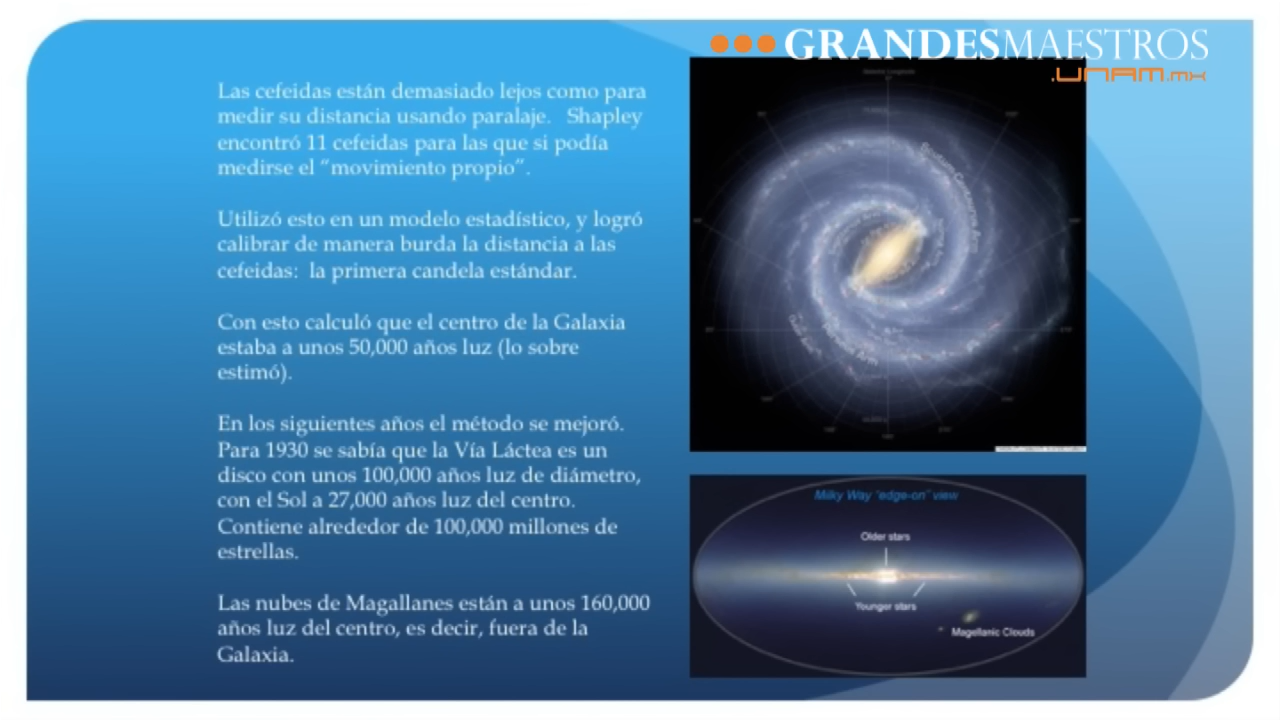 GRANDESMAESTROS
.UNAM.mx
Las cefeidas están demasiado lejos como para
medir su distancia usando paralaje. Shapley
encontró 11 cefeidas para las que si podía
medirse el “movimiento propio”.
Utilizó esto en un modelo estadístico, y logró
calibrar de manera burda la distancia a las
cefeidas: la primera candela estándar.
Con esto calculó que el centro de la Galaxia
estaba a unos 50,000 años luz (lo sobre
estimó).
En los siguientes años el método se mejoró.
Para 1930 se sabía que la Vía Láctea es un
disco con unos 100,000 años luz de diámetro,
con el Sol a 27,000 años luz del centro.
Contiene alrededor de 100,000 millones de
estrellas.
Las nubes de Magallanes están a unos 160,000
años luz del centro, es decir, fuera de la
Galaxia.
Milky Way "edge-on" view
Older stars
Younger stars
Magellanic Clouds